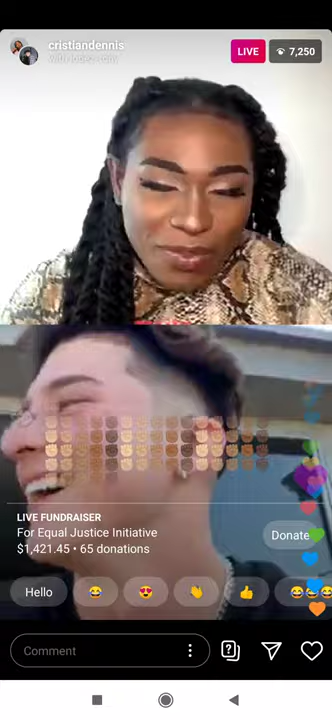 cristiandennis
LIVE
7,250
LIVE FUNDRAISER
For Equal Justice Initiative
$1,421.45 • 65 donations
Donate
Hello
Comment